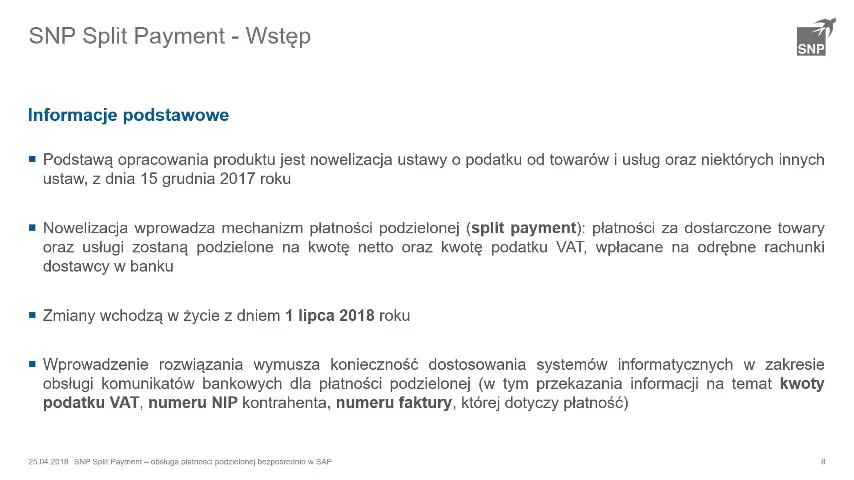 SNP Split Payment - Wstęp
SNP
Informacje podstawowe
Podstawą opracowania produktu jest nowelizacja ustawy o podatku od towarów i usług oraz niektórych innych
ustaw, z dnia 15 grudnia 2017 roku
Nowelizacja wprowadza mechanizm płatności podzielonej (split payment): płatności za dostarczone towary
oraz usługi zostaną podzielone na kwotę netto oraz kwotę podatku VAT, wpłacane na odrębne rachunki
dostawcy w banku
Zmiany wchodzą w życie z dniem 1 lipca 2018 roku
Wprowadzenie rozwiązania wymusza konieczność dostosowania systemów informatycznych w zakresie
obsługi komunikatów bankowych dla płatności podzielonej (w tym przekazania informacji na temat kwoty
podatku VAT, numeru NIP kontrahenta, numeru faktury, której dotyczy płatność)
25.04.2018 SNP Split Payment – obsługa płatności podzielonej bezpośrednio w SAP
8